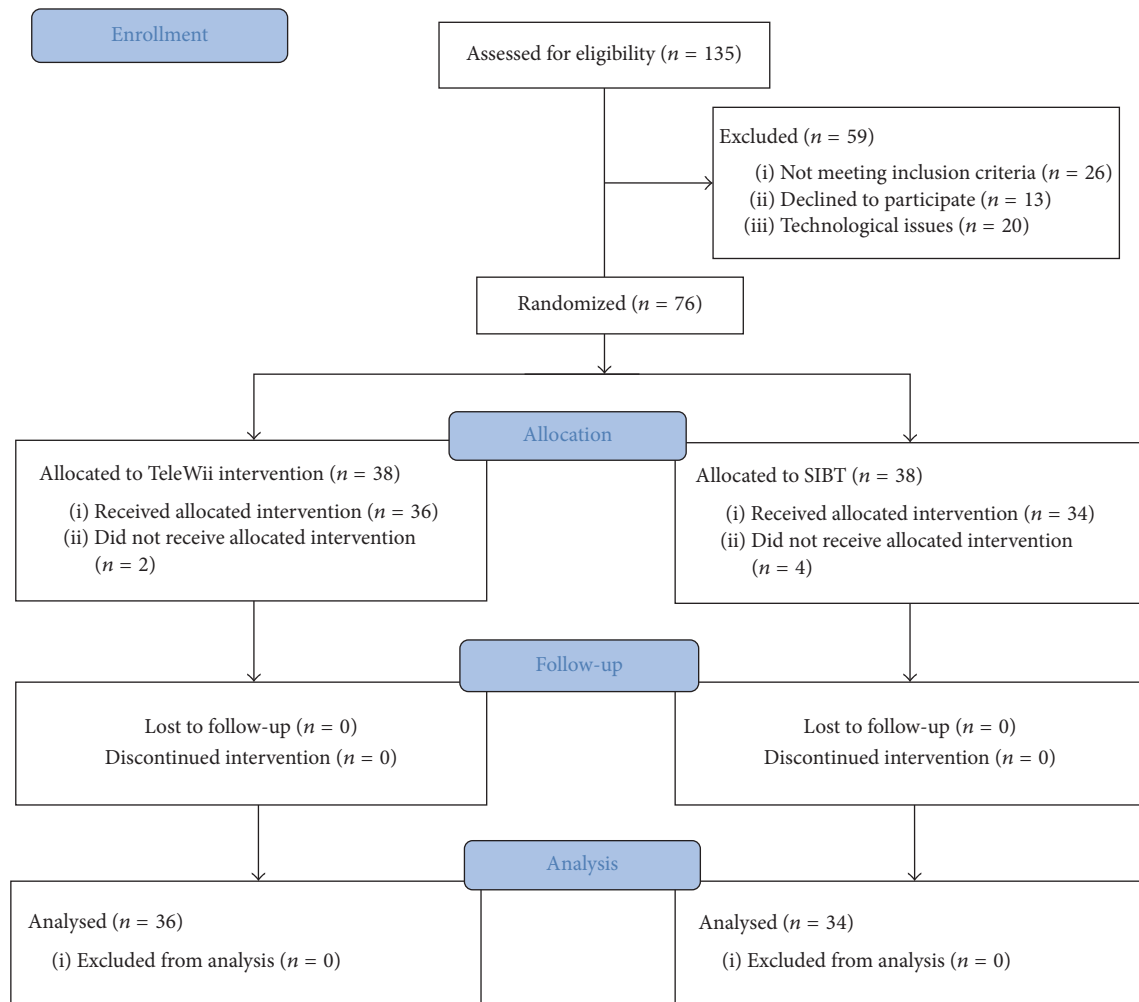 Enrollment
Assessed for eligibility (n = 135)
Excluded (n = 59)
(i) Not meeting inclusion criteria (n = 26)
(ii) Declined to participate (n = 13)
(iii) Technological issues (n = 20)
Randomized (n = 76)
Allocation
Allocated to TeleWii intervention (n = 38)
(i) Received allocated intervention (n = 36)
(ii) Did not receive allocated intervention
(n = 2)
Allocated to SIBT (n = 38)
(i) Received allocated intervention (n = 34)
(ii) Did not receive allocated intervention
(n = 4)
Follow-up
Lost to follow-up (n = 0)
Discontinued intervention (n = 0)
Lost to follow-up (n = 0)
Discontinued intervention (n = 0)
Analysis
Analysed (n = 36)
(i) Excluded from analysis (n = 0)
Analysed (n = 34)
(i) Excluded from analysis (n = 0)